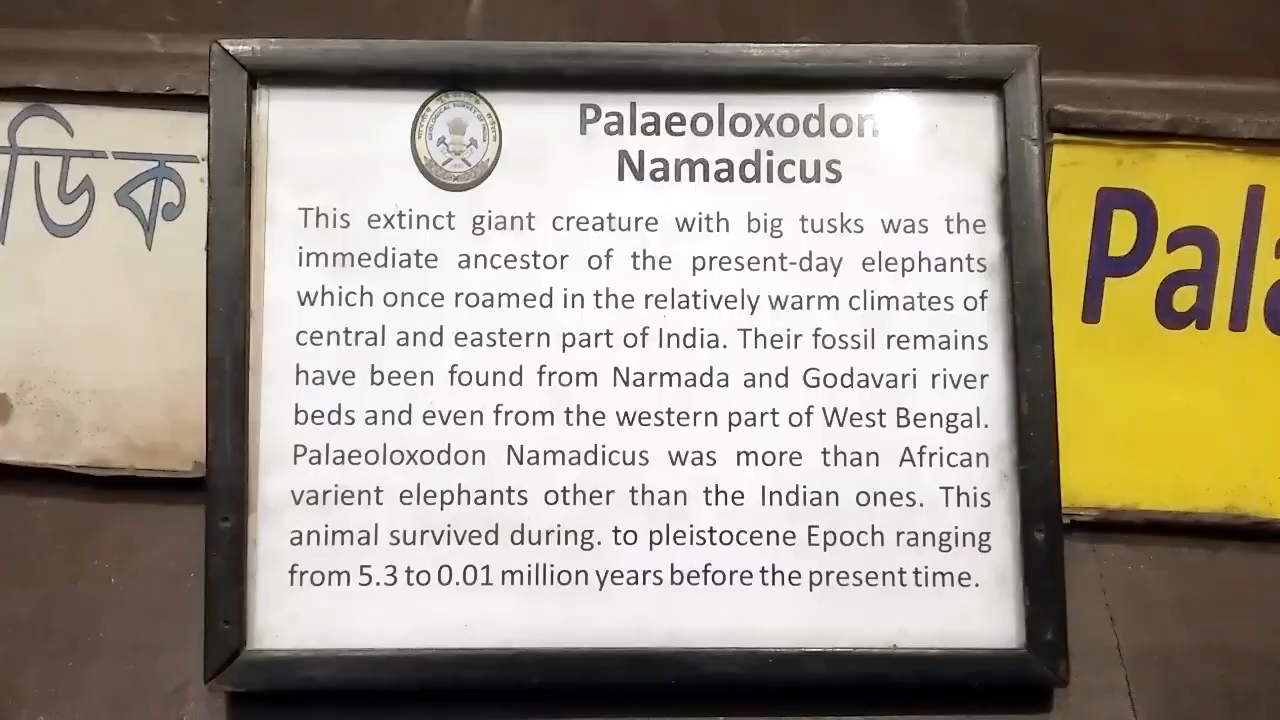 ডিক
Palaeoloxodon
Namadicus
GEOLOGICAL SURVEY OF INDIA
This extinct giant creature with big tusks was the
immediate ancestor of the present-day elephants
which once roamed in the relatively warm climates of
central and eastern part of India. Their fossil remains
have been found from Narmada and Godavari river
beds and even from the western part of West Bengal.
Palaeoloxodon Namadicus was more than African
varient elephants other than the Indian ones. This
animal survived during. to pleistocene Epoch ranging
from 5.3 to 0.01 million years before the present time.
Pala